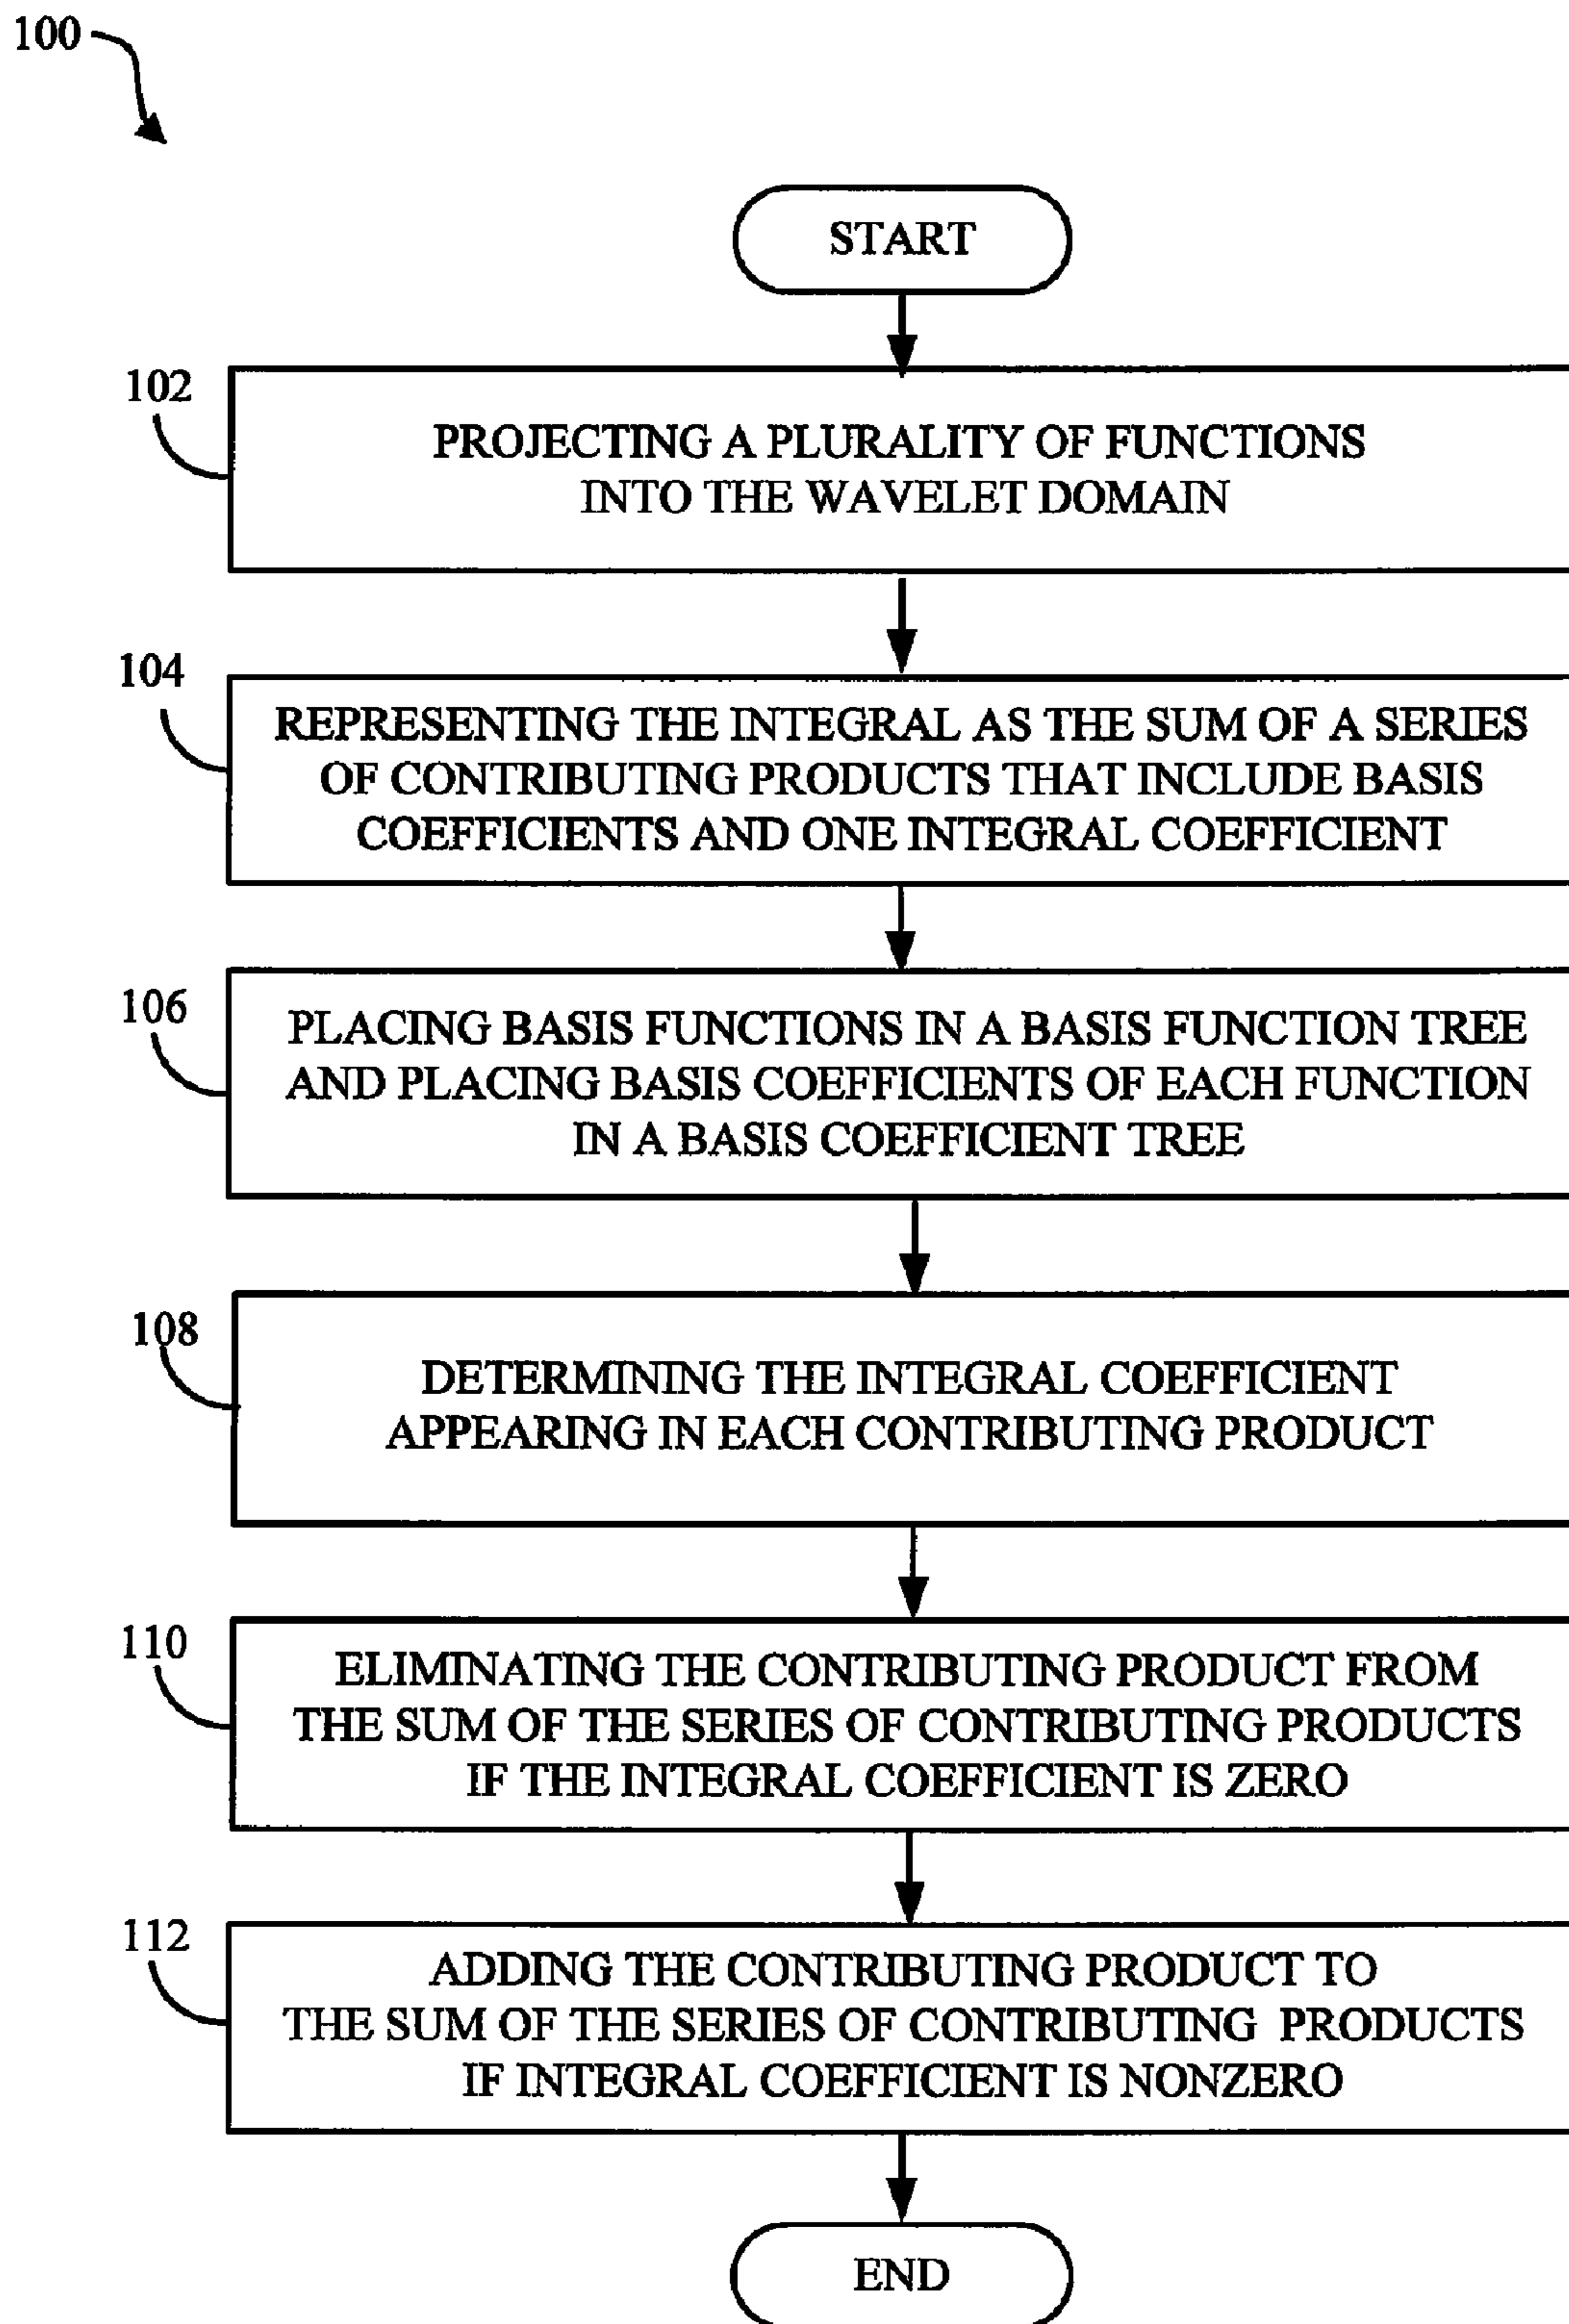 100
START
102
PROJECTING A PLURALITY OF FUNCTIONS
INTO THE WAVELET DOMAIN
104
REPRESENTING THE INTEGRAL AS THE SUM OF A SERIES
OF CONTRIBUTING PRODUCTS THAT INCLUDE BASIS
COEFFICIENTS AND ONE INTEGRAL COEFFICIENT
106
PLACING BASIS FUNCTIONS IN A BASIS FUNCTION TREE
AND PLACING BASIS COEFFICIENTS OF EACH FUNCTION
IN A BASIS COEFFICIENT TREE
108
DETERMINING THE INTEGRAL COEFFICIENT
APPEARING IN EACH CONTRIBUTING PRODUCT
110
ELIMINATING THE CONTRIBUTING PRODUCT FROM
THE SUM OF THE SERIES OF CONTRIBUTING PRODUCTS
IF THE INTEGRAL COEFFICIENT IS ZERO
112
ADDING THE CONTRIBUTING PRODUCT TO
THE SUM OF THE SERIES OF CONTRIBUTING PRODUCTS
IF INTEGRAL COEFFICIENT IS NONZERO
END